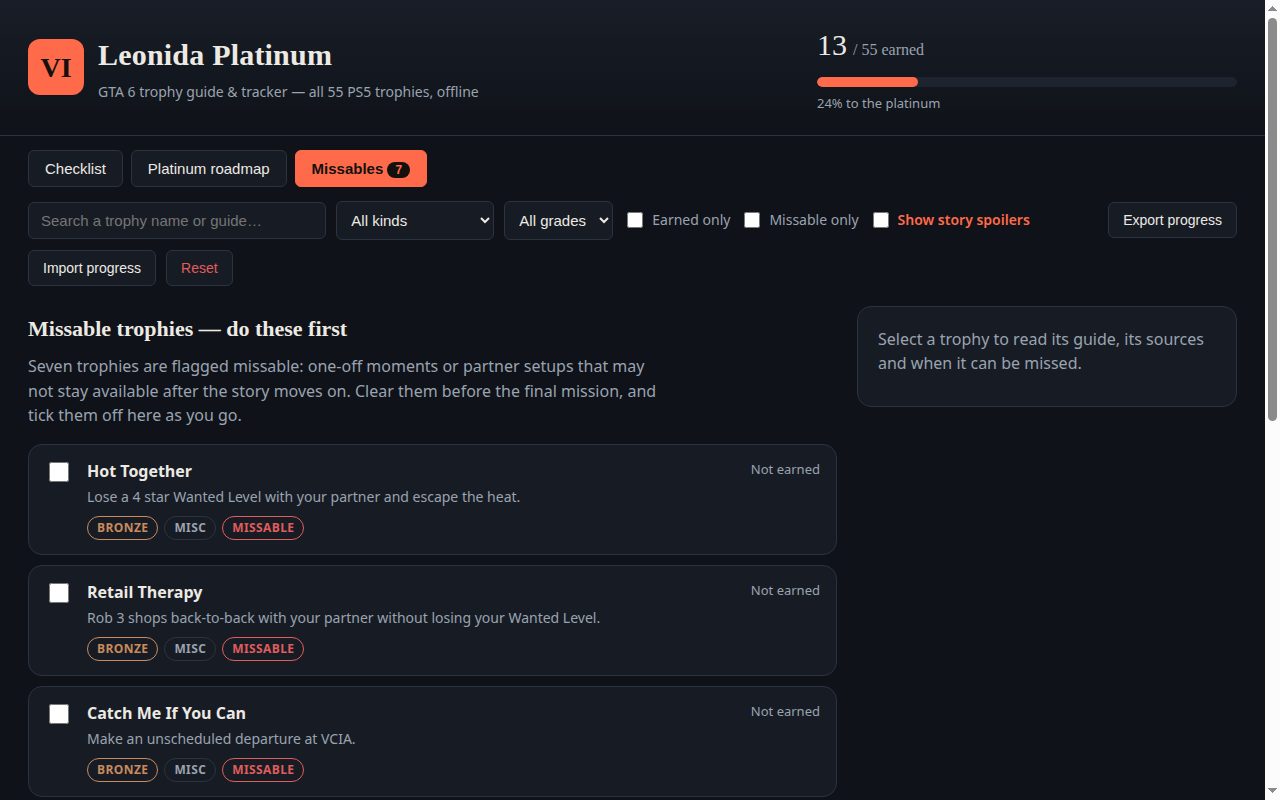 VI
Leonida Platinum
GTA 6 trophy guide & tracker — all 55 PS5 trophies, offline
13 / 55 earned
24% to the platinum
Checklist
Platinum roadmap
Missables 7
Search a trophy name or guide…
All kinds
All grades
Earned only
Missable only
Show story spoilers
Export progress
Import progress
Reset
Missable trophies — do these first
Seven trophies are flagged missable: one-off moments or partner setups that may
not stay available after the story moves on. Clear them before the final mission, and
tick them off here as you go.
Select a trophy to read its guide, its sources
and when it can be missed.
Hot Together
Not earned
Lose a 4 star Wanted Level with your partner and escape the heat.
BRONZE MISC MISSABLE
Retail Therapy
Not earned
Rob 3 shops back-to-back with your partner without losing your Wanted Level.
BRONZE MISC MISSABLE
Catch Me If You Can
Not earned
Make an unscheduled departure at VCIA.
BRONZE MISC MISSABLE